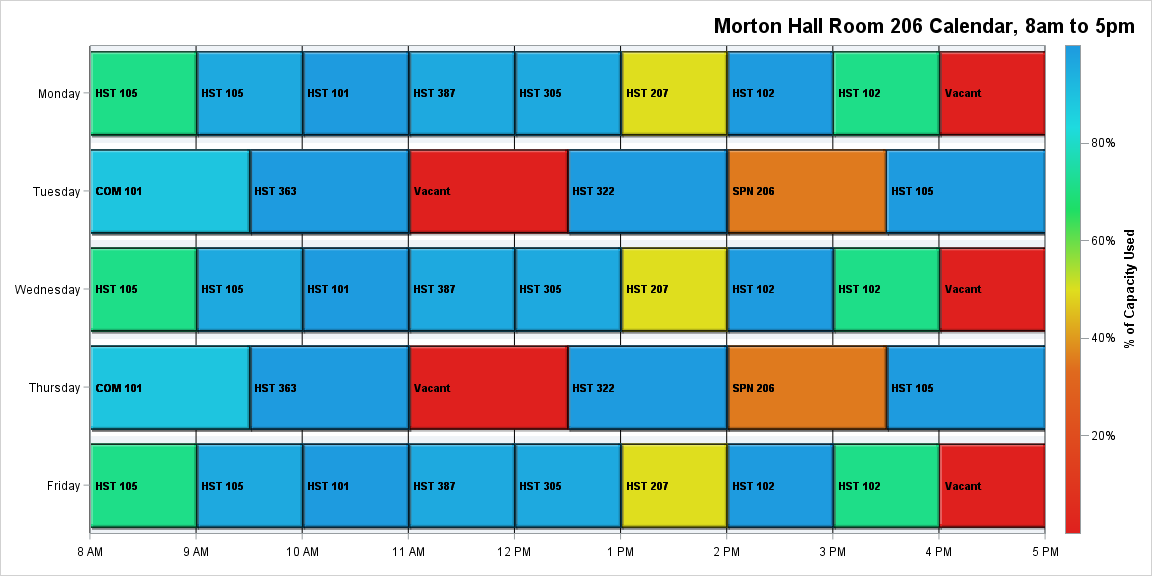 Morton Hall Room 206 Calendar, 8am to 5pm
Monday HST 105 HST 105 HST 101 HST 387 HST 305 HST 207 HST 102 HST 102 Vacant
Tuesday COM 101 HST 363 Vacant HST 322 SPN 206 HST 105
Wednesday HST 105 HST 105 HST 101 HST 387 HST 305 HST 207 HST 102 HST 102 Vacant
Thursday COM 101 HST 363 Vacant HST 322 SPN 206 HST 105
Friday HST 105 HST 105 HST 101 HST 387 HST 305 HST 207 HST 102 HST 102 Vacant
8 AM 9 AM 10 AM 11 AM 12 PM 1 PM 2 PM 3 PM 4 PM 5 PM
80%
60%
40%
20%
% of Capacity Used